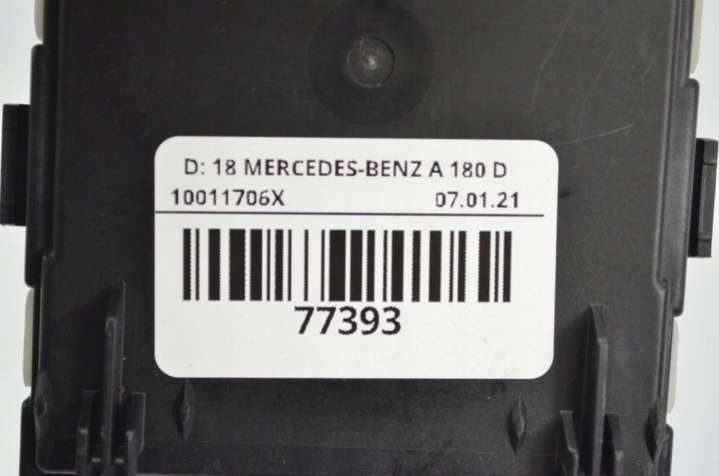 D: 18 MERCEDES-BENZ A 180 D
10011706X 07.01.21
77393